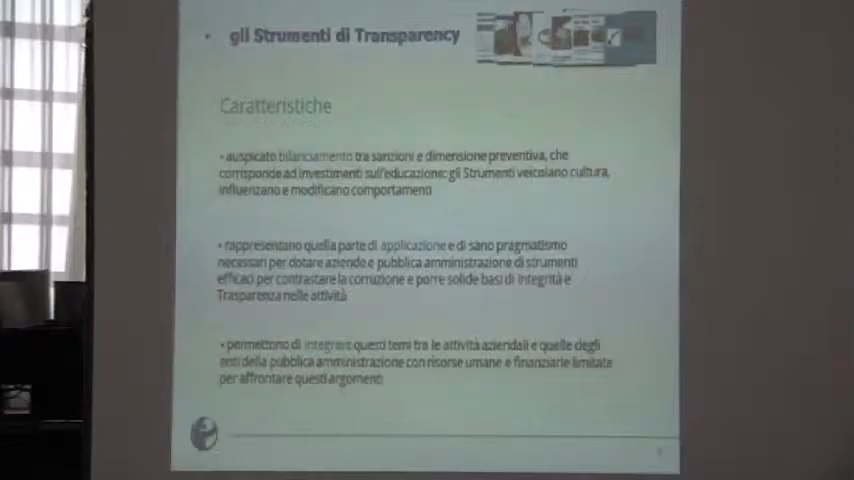 • gli Strumenti di Transparency
Caratteristiche
• auspicato bilanciamento tra sanzioni e dimensione preventiva, che
corrisponde ad investimenti sull'educazione: gli Strumenti veicolano cultura,
influenzano e modificano comportamenti
• rappresentano quella parte di applicazione e di sano pragmatismo
necessari per dotare aziende e pubblica amministrazione di strumenti
efficaci per contrastare la corruzione e porre solide basi di Integrità e
Trasparenza nelle attività
• permettono di integrare questi temi tra le attività aziendali e quelle degli
enti della pubblica amministrazione con risorse umane e finanziarie limitate
per affrontare questi argomenti